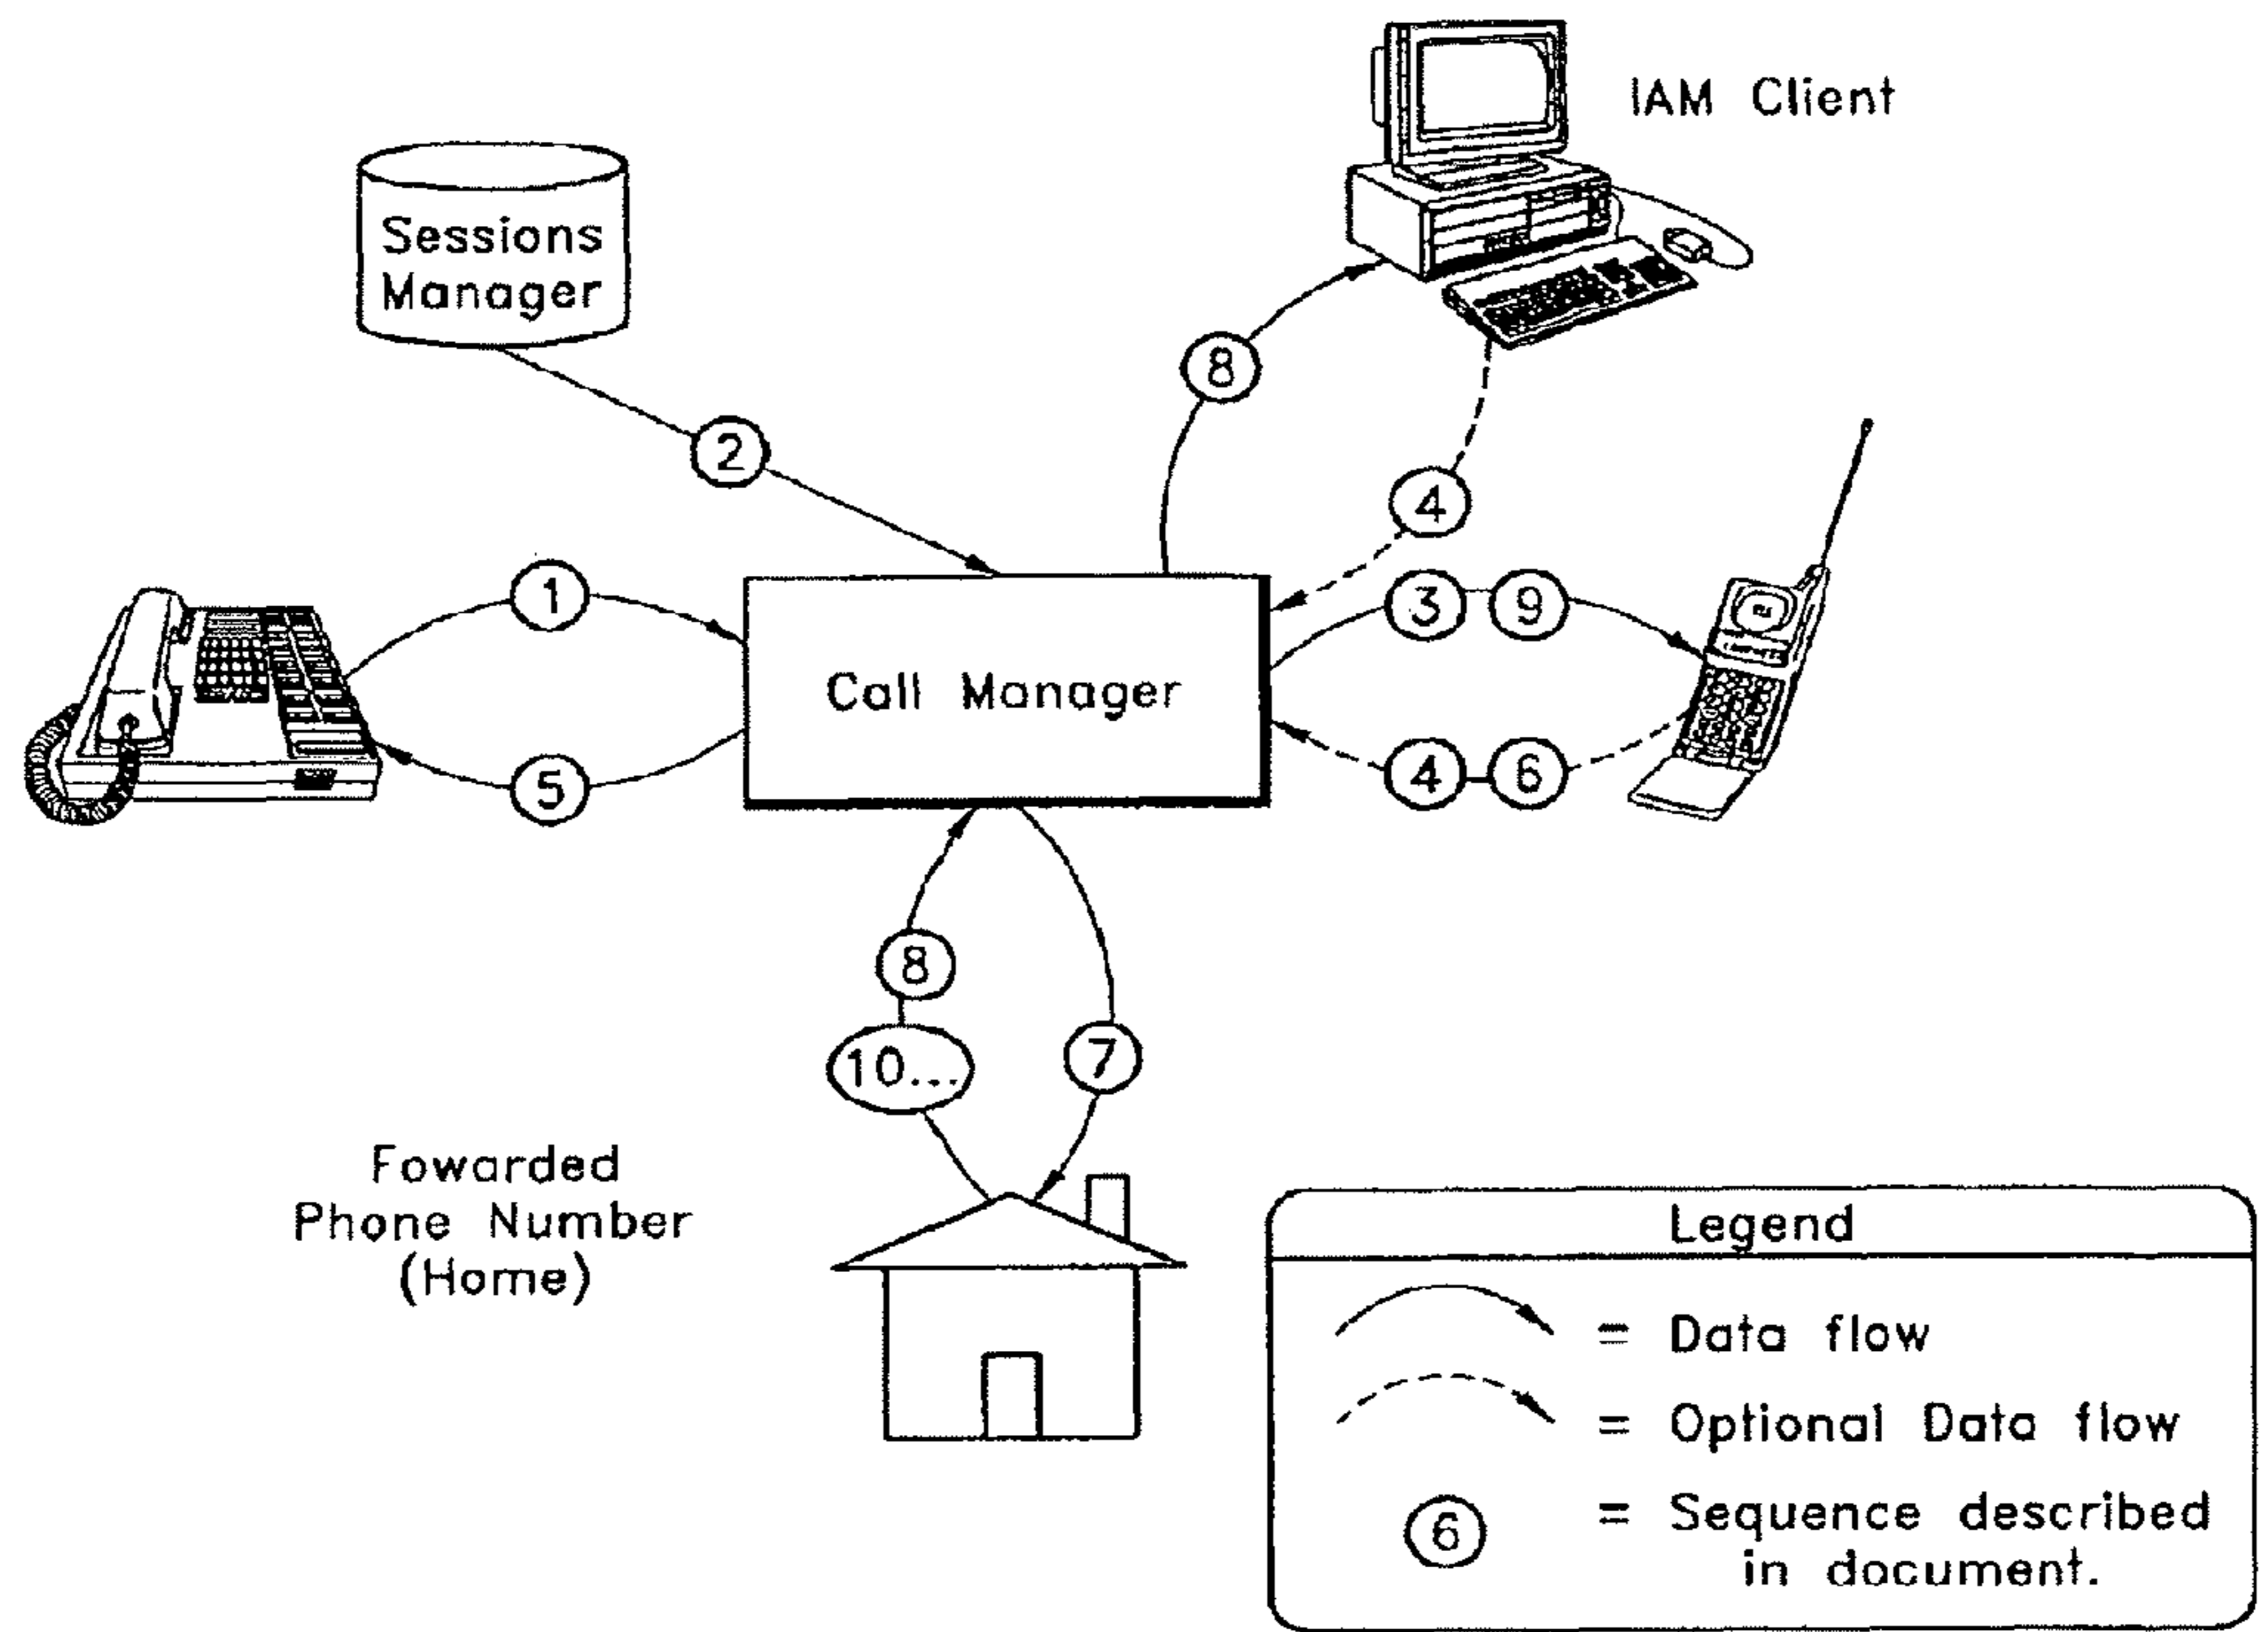 IAM Client
Sessions
Manager
8
2
4
1
3
9
Call Manager
5
4
6
8
10...
7
Fowarded
Phone Number
(Home)
Legend
= Data flow
= Optional Data flow
6
= Sequence described
in document.